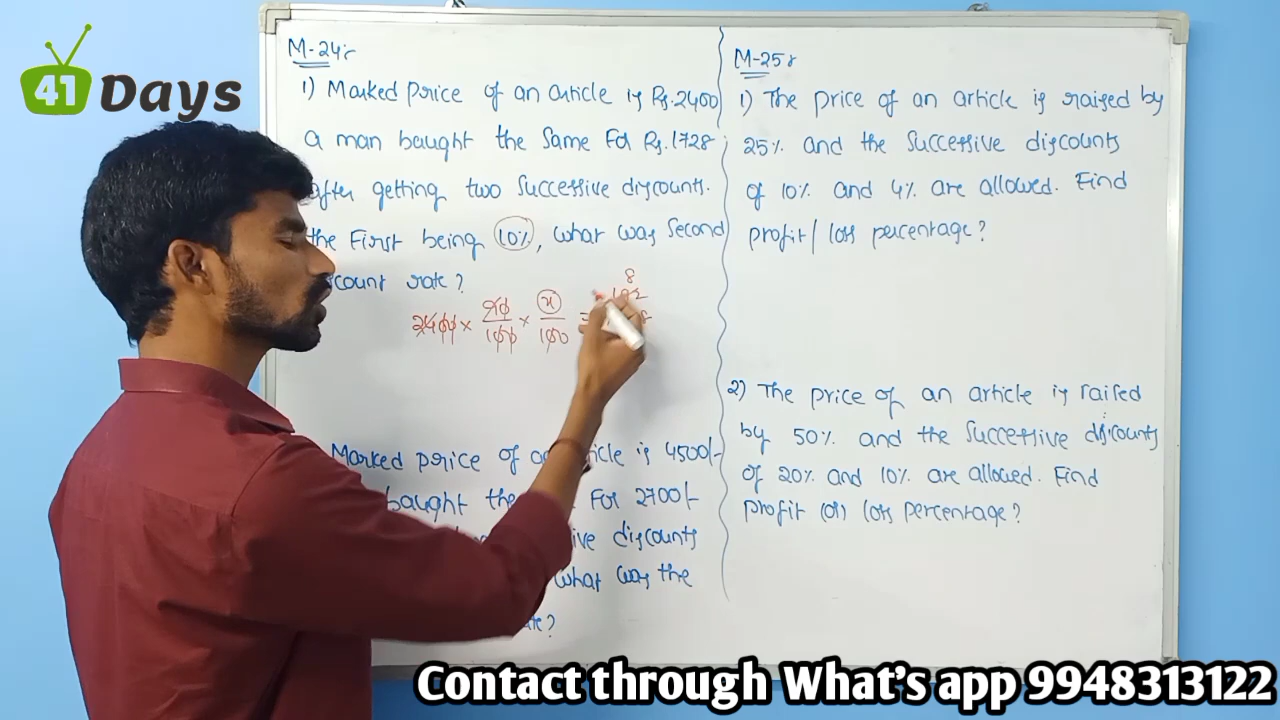 41 Days
M-24:
1) Marked price of an article is Rs.2400
a man baught the same For Rs.1728
after getting two successive discounts.
the First being 10%, what was second
count rate?
2400 × 90/100 × x/100 =
8
192
Marked price of an article is 4500/-
baught the For 2700/-
discounts
what was the
M-25:
1) The price of an article is raised by
25% and the successive discounts
of 10% and 4% are allowed. Find
profit/loss percentage?
2) The price of an article is raised
by 50% and the successive discounts
of 20% and 10% are allowed. Find
profit (or) loss percentage?
Contact through What's app 9948313122